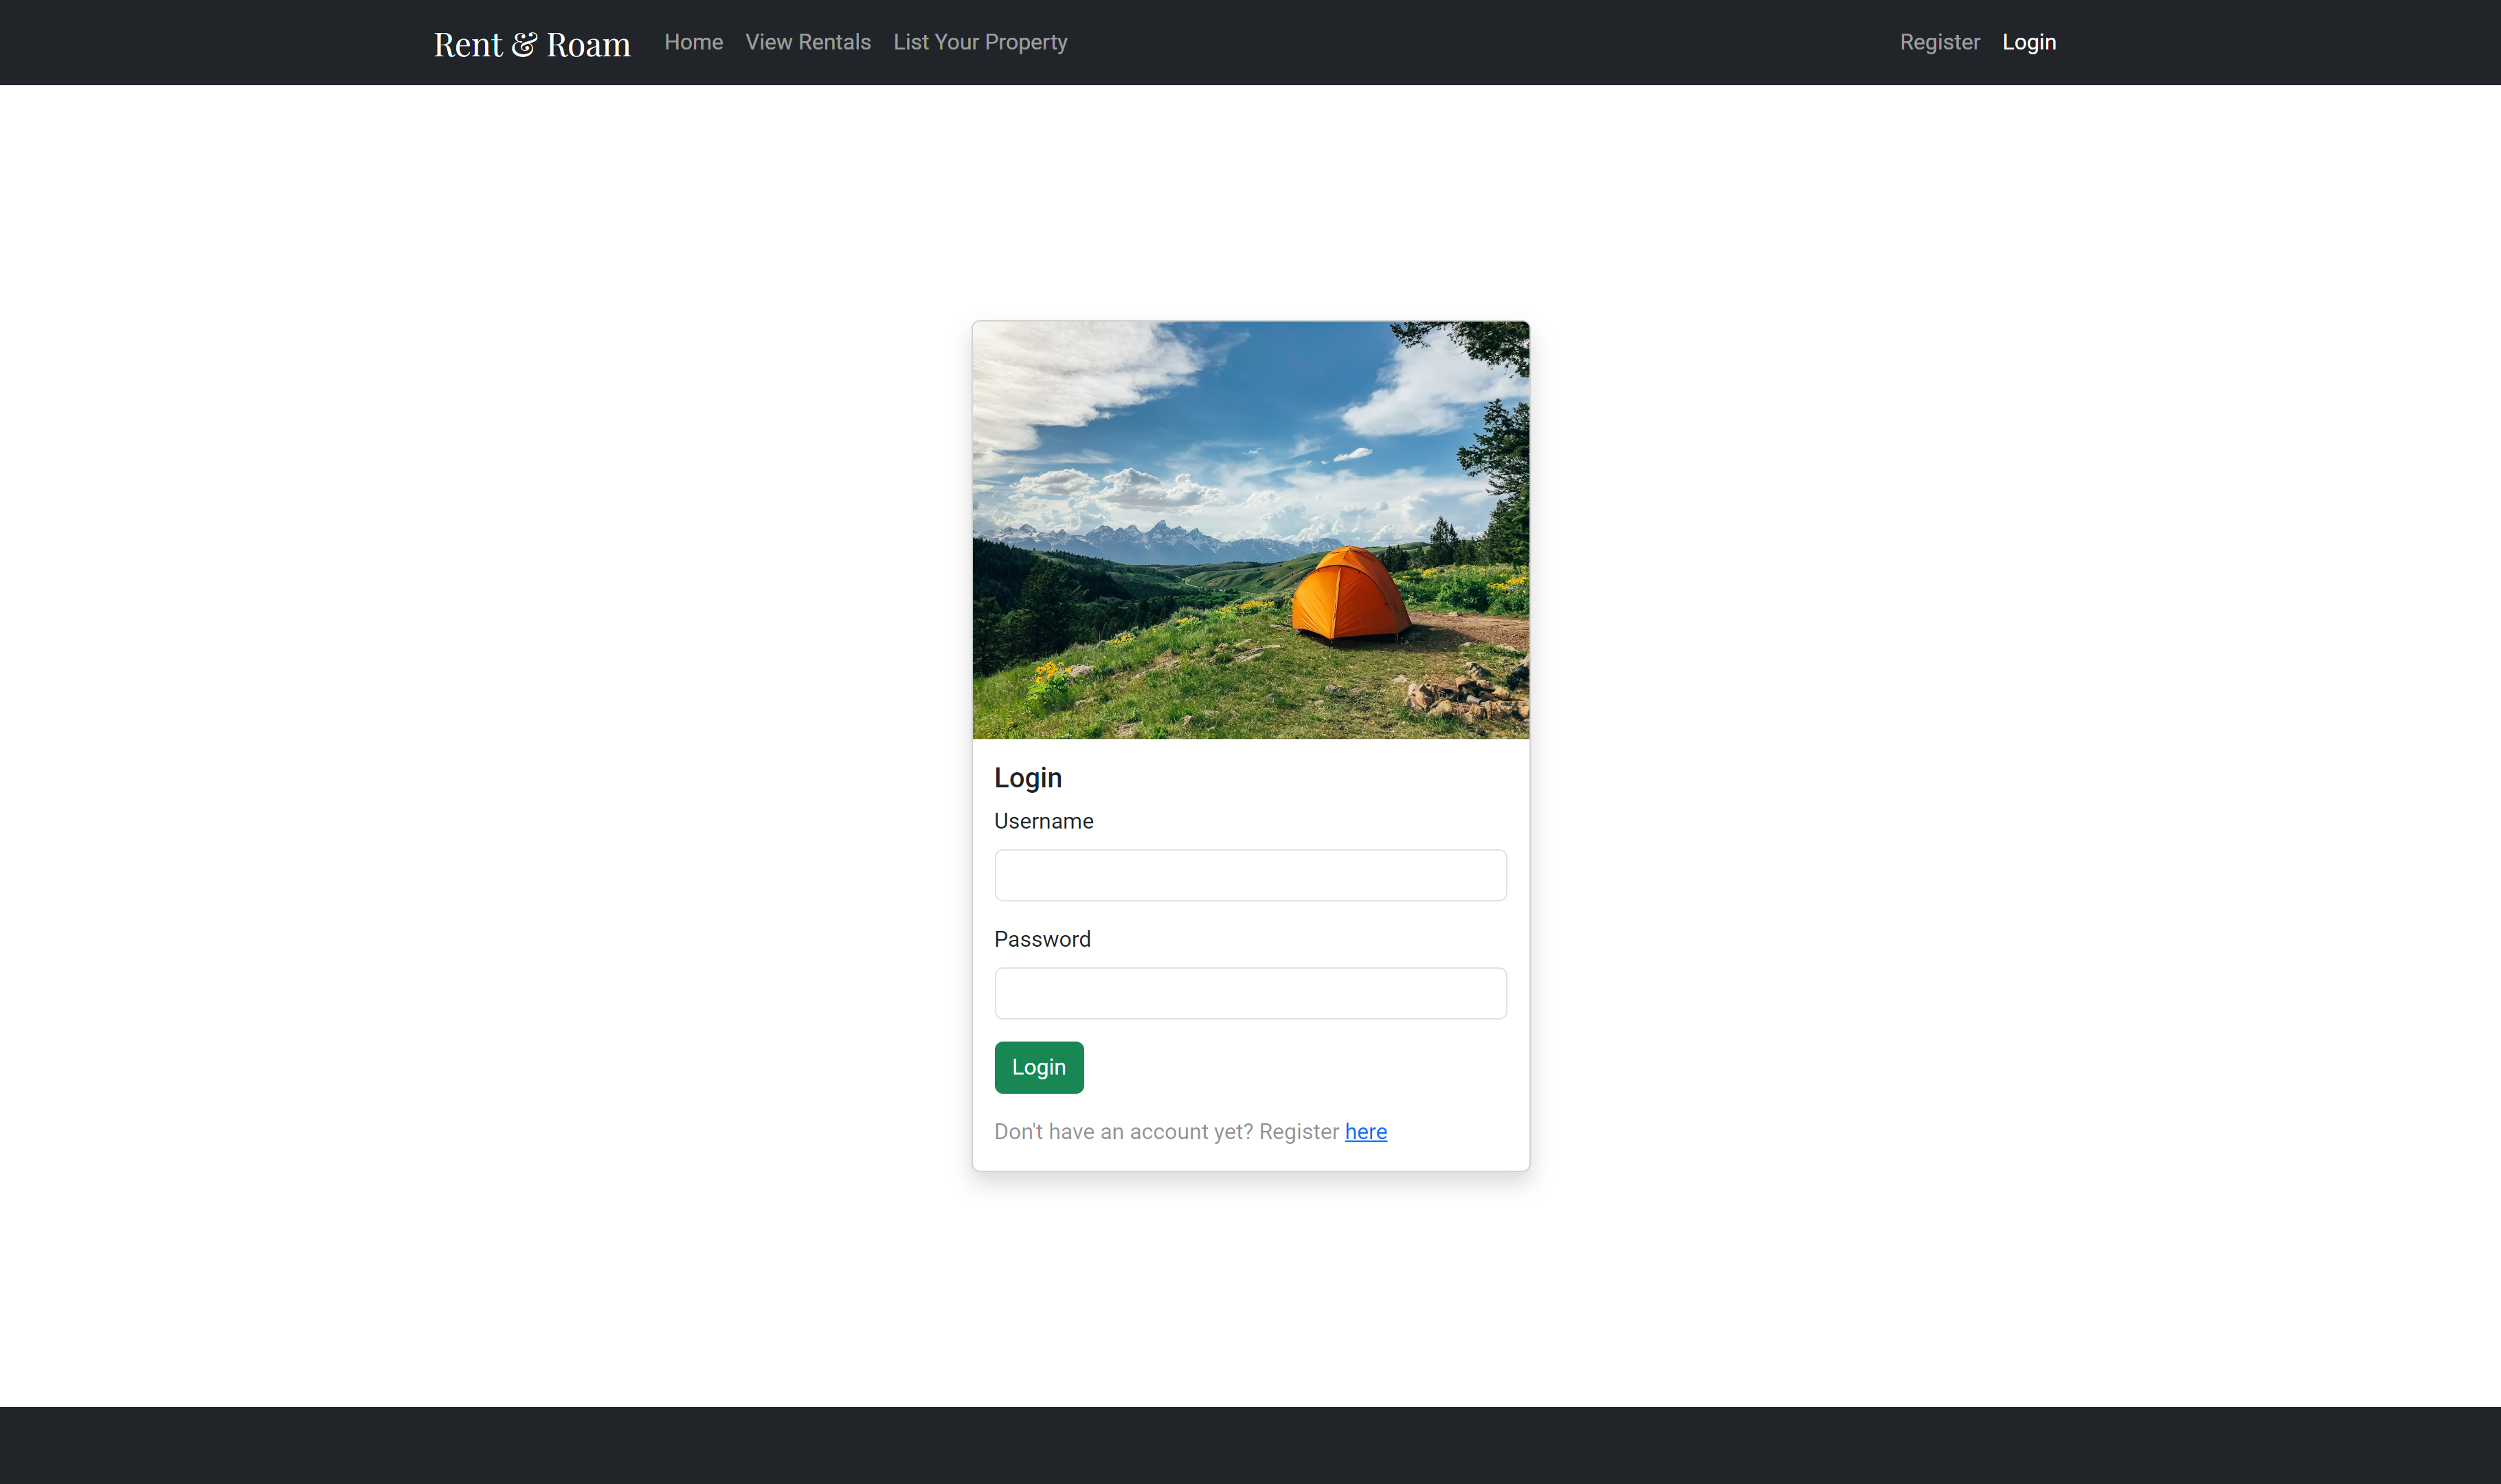 Rent & Roam Home View Rentals List Your Property Register Login
Login
Username
Password
Login
Don't have an account yet? Register here